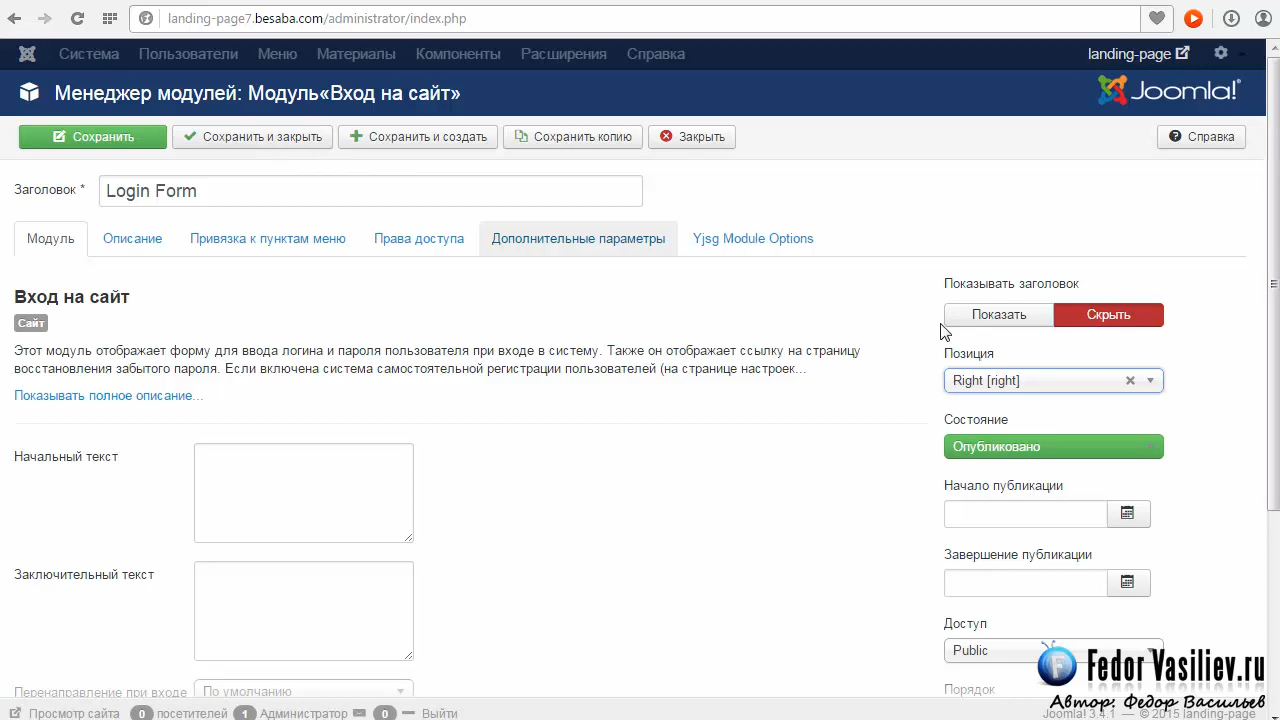 landing-page7.besaba.com/administrator/index.php
Система Пользователи Меню Материалы Компоненты Расширения Справка landing-page
Менеджер модулей: Модуль«Вход на сайт» Joomla!
Сохранить Сохранить и закрыть Сохранить и создать Сохранить копию Закрыть Справка
Заголовок * Login Form
Модуль Описание Привязка к пунктам меню Права доступа Дополнительные параметры Yjsg Module Options
Вход на сайт
Сайт
Этот модуль отображает форму для ввода логина и пароля пользователя при входе в систему. Также он отображает ссылку на страницу
восстановления забытого пароля. Если включена система самостоятельной регистрации пользователей (на странице настроек...
Показывать полное описание...
Начальный текст
Заключительный текст
Перенаправление при входе По умолчанию
Показывать заголовок
Показать Скрыть
Позиция
Right [right]
Состояние
Опубликовано
Начало публикации
Завершение публикации
Доступ
Public
Порядок
Fedor Vasiliev.ru
Автор: Федор Васильев
Просмотр сайта 0 посетителей 1 Администратор 0 Выйти
Joomla! 3.4.1 — © 2015 landing-page